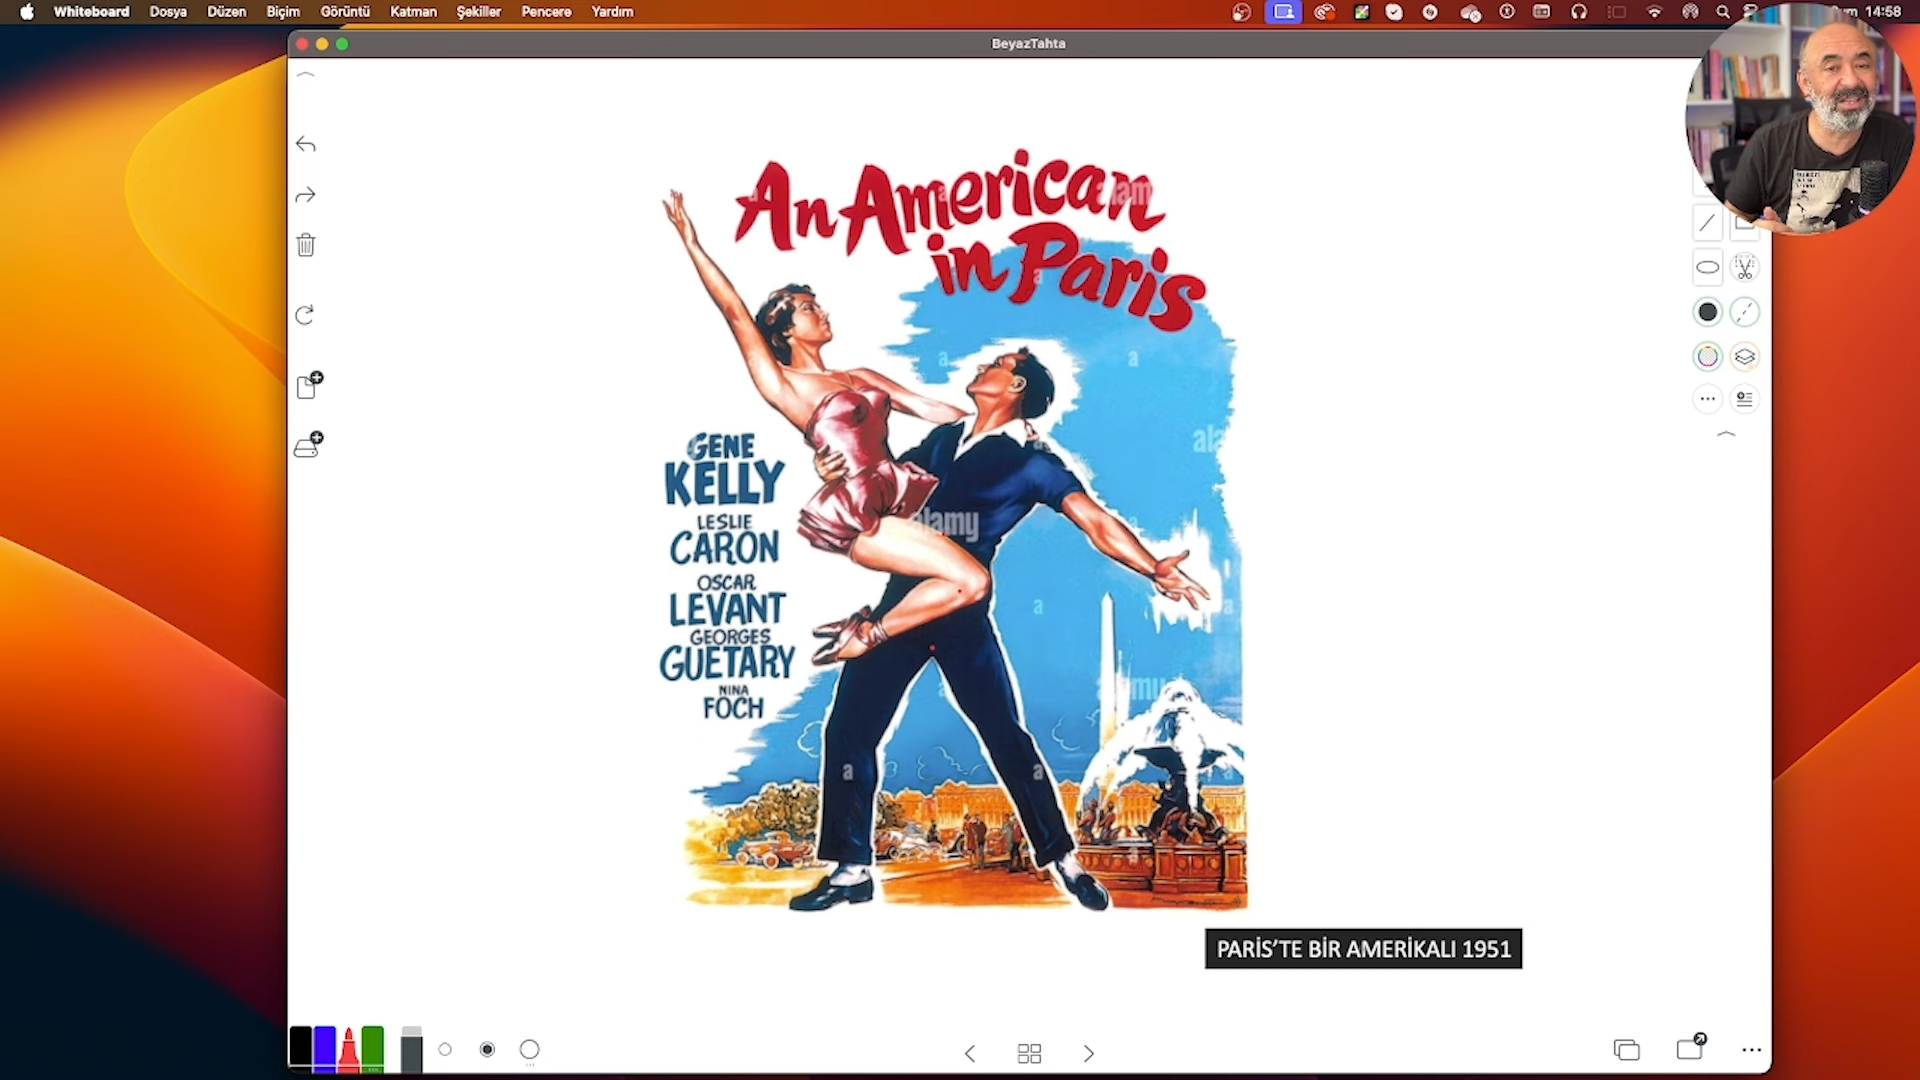 Whiteboard Dosya Düzen Biçim Görüntü Katman Şekiller Pencere Yardım
14:58
BeyazTahta
An American
in Paris
GENE
KELLY
LESLIE
CARON
OSCAR
LEVANT
GEORGES
GUETARY
NINA
FOCH
alamy
PARİS'TE BİR AMERİKALI 1951